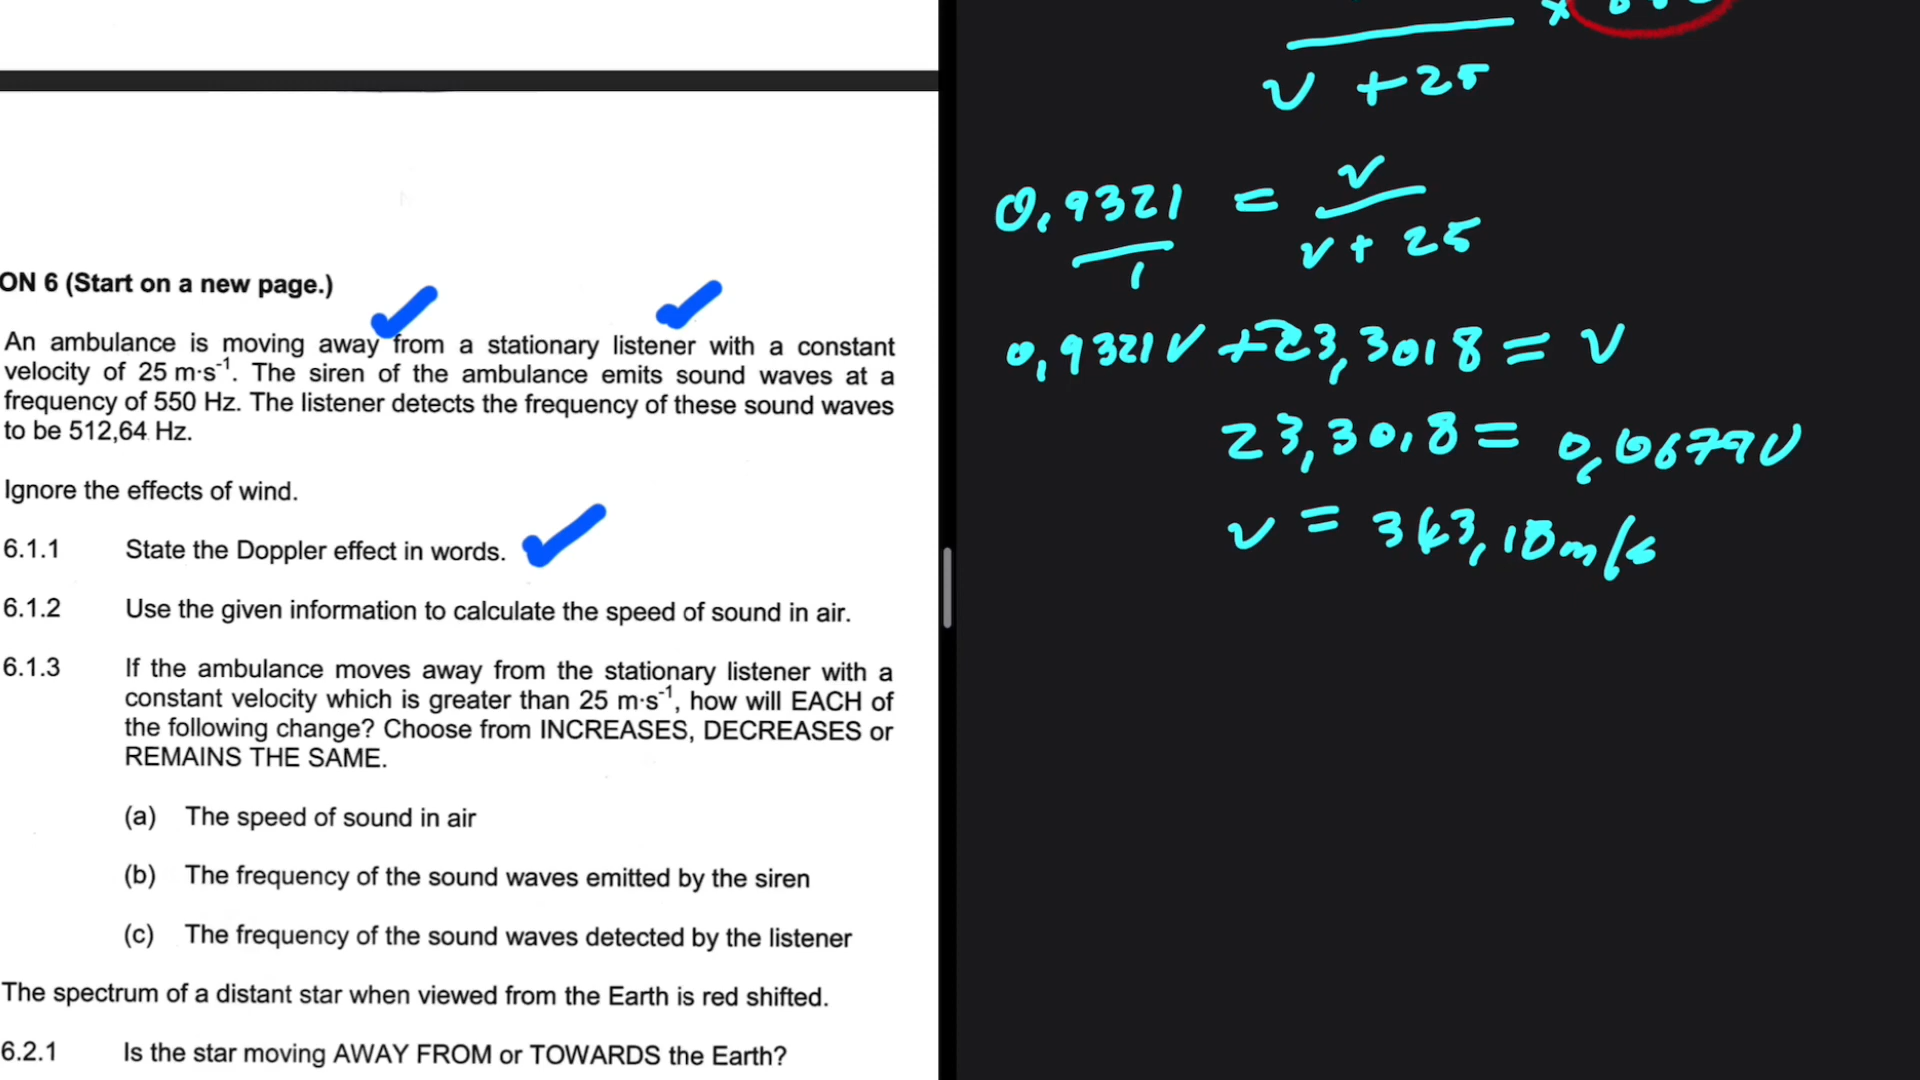 ON 6 (Start on a new page.)
An ambulance is moving away from a stationary listener with a constant
velocity of 25 m·s⁻¹. The siren of the ambulance emits sound waves at a
frequency of 550 Hz. The listener detects the frequency of these sound waves
to be 512,64 Hz.
Ignore the effects of wind.
6.1.1 State the Doppler effect in words.
6.1.2 Use the given information to calculate the speed of sound in air.
6.1.3 If the ambulance moves away from the stationary listener with a
constant velocity which is greater than 25 m·s⁻¹, how will EACH of
the following change? Choose from INCREASES, DECREASES or
REMAINS THE SAME.
(a) The speed of sound in air
(b) The frequency of the sound waves emitted by the siren
(c) The frequency of the sound waves detected by the listener
The spectrum of a distant star when viewed from the Earth is red shifted.
6.2.1 Is the star moving AWAY FROM or TOWARDS the Earth?
v + 25
0,9321 = v
1 v + 25
0,9321v + 23,3018 = v
23,3018 = 0,0679v
v = 343,18 m/s